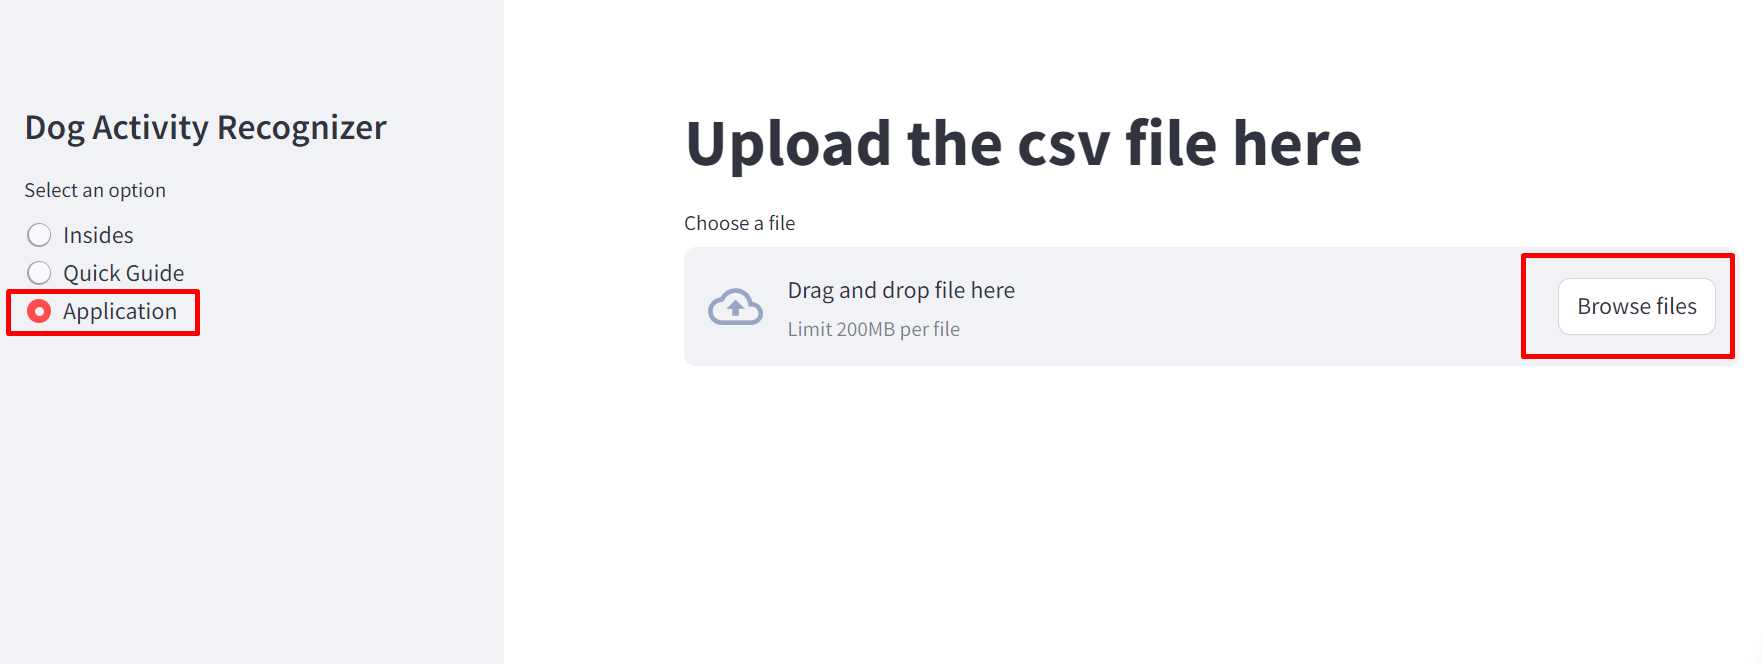 Dog Activity Recognizer
Select an option
Insides
Quick Guide
Application
Upload the csv file here
Choose a file
Drag and drop file here
Limit 200MB per file
Browse files